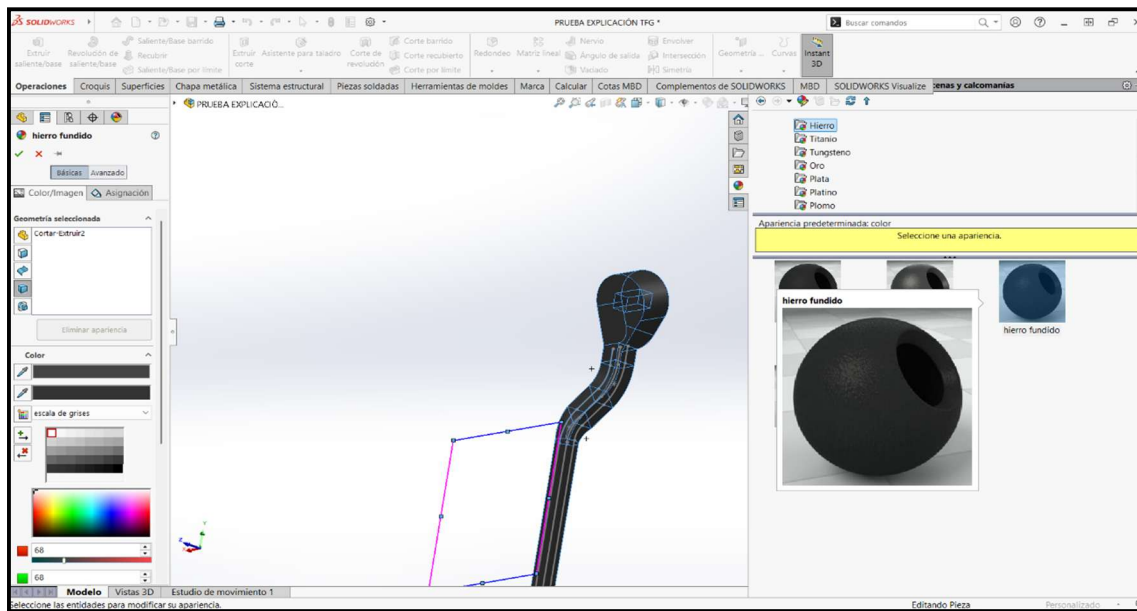 SOLIDWORKS
PRUEBA EXPLICACIÓN TFG *
Buscar comandos
Extruir saliente/base
Revolución de saliente/base
Saliente/Base barrido
Recubrir
Saliente/Base por límite
Extruir corte
Asistente para taladro
Corte de revolución
Corte barrido
Corte recubierto
Corte por límite
Redondeo
Matriz lineal
Nervio
Ángulo de salida
Vaciado
Envolver
Intersección
Simetría
Geometría ...
Curvas
Instant 3D
Operaciones
Croquis
Superficies
Chapa metálica
Sistema estructural
Piezas soldadas
Herramientas de moldes
Marca
Calcular
Cotas MBD
Complementos de SOLIDWORKS
MBD
SOLIDWORKS Visualize
cenas y calcomanías
PRUEBA EXPLICACIÓ...
hierro fundido
Básicas
Avanzado
Color/Imagen
Asignación
Geometría seleccionada
Cortar-Extruir2
Eliminar apariencia
Color
escala de grises
68
68
Hierro
Titanio
Tungsteno
Oro
Plata
Platino
Plomo
Apariencia predeterminada: color
Seleccione una apariencia.
hierro fundido
hierro fundido
Modelo
Vistas 3D
Estudio de movimiento 1
Seleccione las entidades para modificar su apariencia.
Editando Pieza
Personalizado